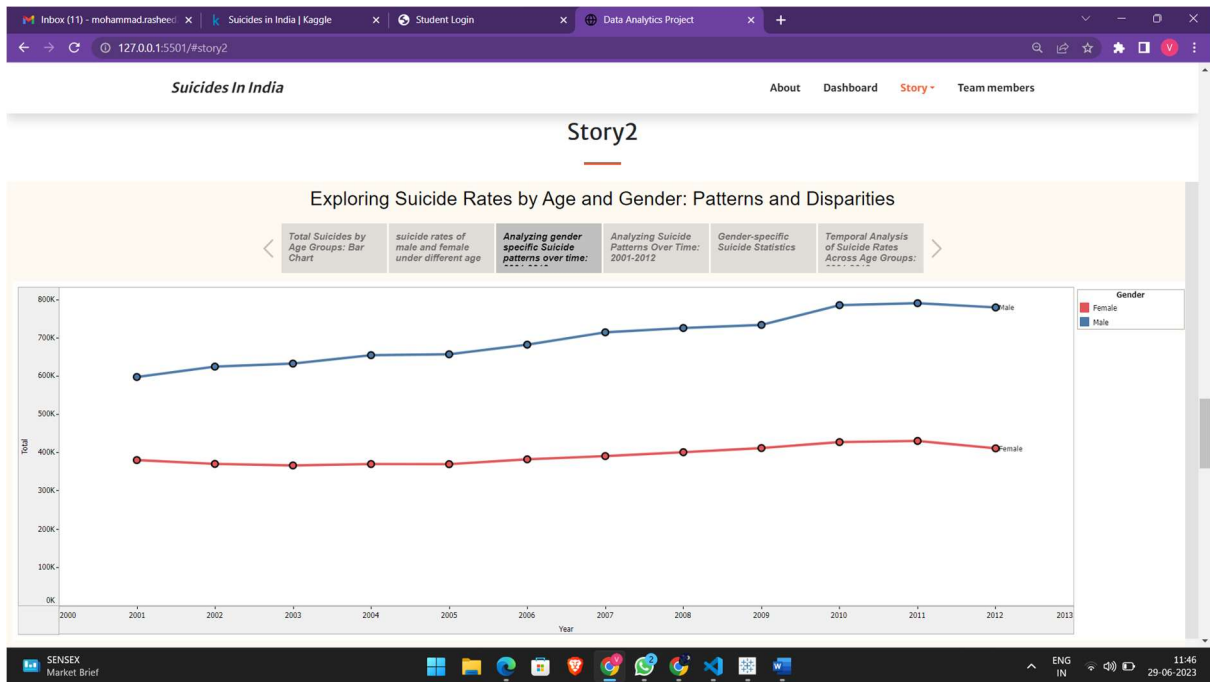 Inbox (11) - mohammad.rasheed
Suicides in India | Kaggle
Student Login
Data Analytics Project
127.0.0.1:5501/#story2
V
Suicides In India
About
Dashboard
Story
Team members
Story2
Exploring Suicide Rates by Age and Gender: Patterns and Disparities
Total Suicides by
Age Groups: Bar
Chart
suicide rates of
male and female
under different age
Analyzing gender
specific Suicide
patterns over time:
2001-2012
Analyzing Suicide
Patterns Over Time:
2001-2012
Gender-specific
Suicide Statistics
Temporal Analysis
of Suicide Rates
Across Age Groups:
800K
700K
600K
500K
400K
300K
200K
100K
0K
Total
Male
Female
2000
2001
2002
2003
2004
2005
2006
2007
2008
2009
2010
2011
2012
2013
Year
Gender
Female
Male
SENSEX
Market Brief
ENG
IN
11:46
29-06-2023